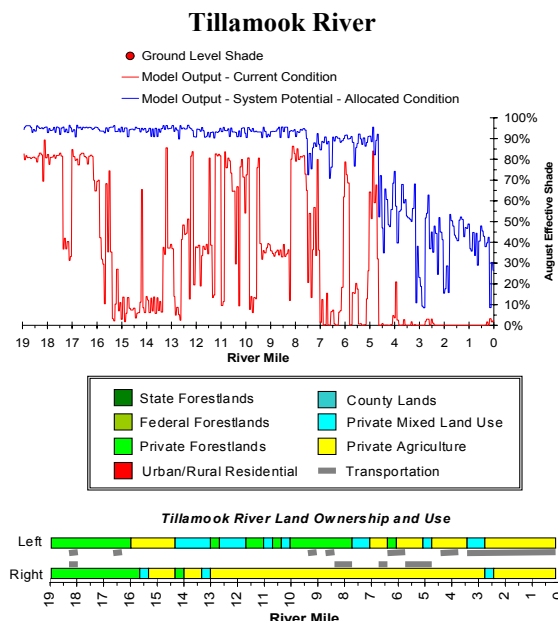 Tillamook River
Ground Level Shade
Model Output - Current Condition
Model Output - System Potential - Allocated Condition
100%
90%
80%
70%
60%
50%
40%
30%
20%
10%
0%
August Effective Shade
19 18 17 16 15 14 13 12 11 10 9 8 7 6 5 4 3 2 1 0
River Mile
State Forestlands
County Lands
Federal Forestlands
Private Mixed Land Use
Private Forestlands
Private Agriculture
Urban/Rural Residential
Transportation
Tillamook River Land Ownership and Use
Left
Right
19 18 17 16 15 14 13 12 11 10 9 8 7 6 5 4 3 2 1 0
River Mile